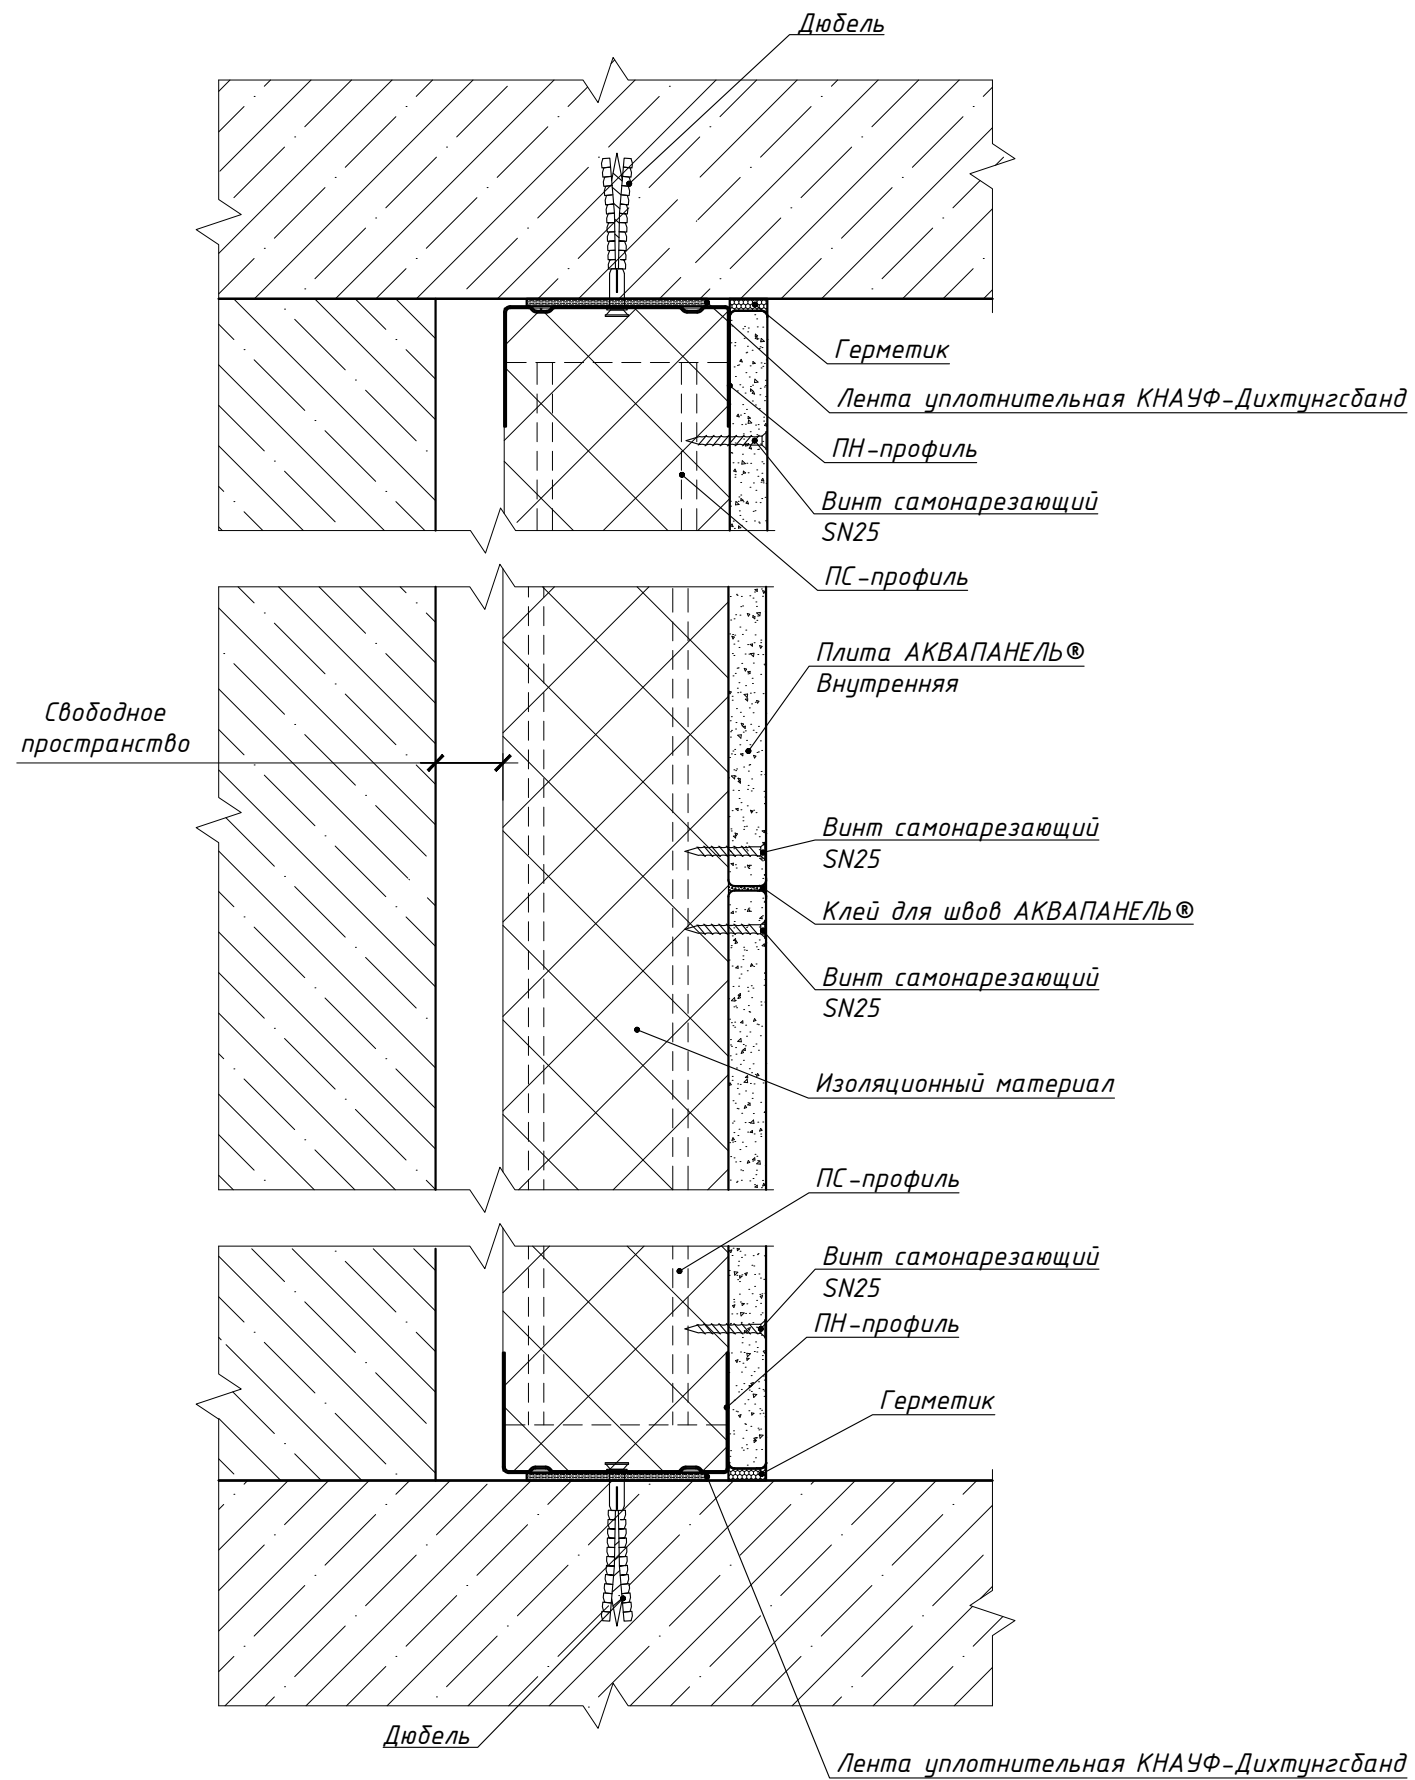 Дюбель
Герметик
Лента уплотнительная КНАУФ-Дихтунгсбанд
ПН-профиль
Винт самонарезающий
SN25
ПС-профиль
Плита АКВАПАНЕЛЬ®
Внутренняя
Свободное
пространство
Винт самонарезающий
SN25
Клей для швов АКВАПАНЕЛЬ®
Винт самонарезающий
SN25
Изоляционный материал
ПС-профиль
Винт самонарезающий
SN25
ПН-профиль
Герметик
Дюбель
Лента уплотнительная КНАУФ-Дихтунгсбанд